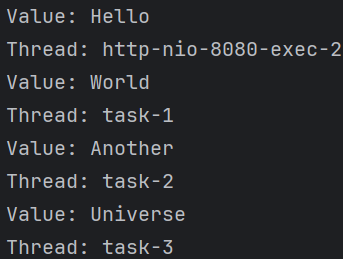 Value: Hello
Thread: http-nio-8080-exec-2
Value: World
Thread: task-1
Value: Another
Thread: task-2
Value: Universe
Thread: task-3